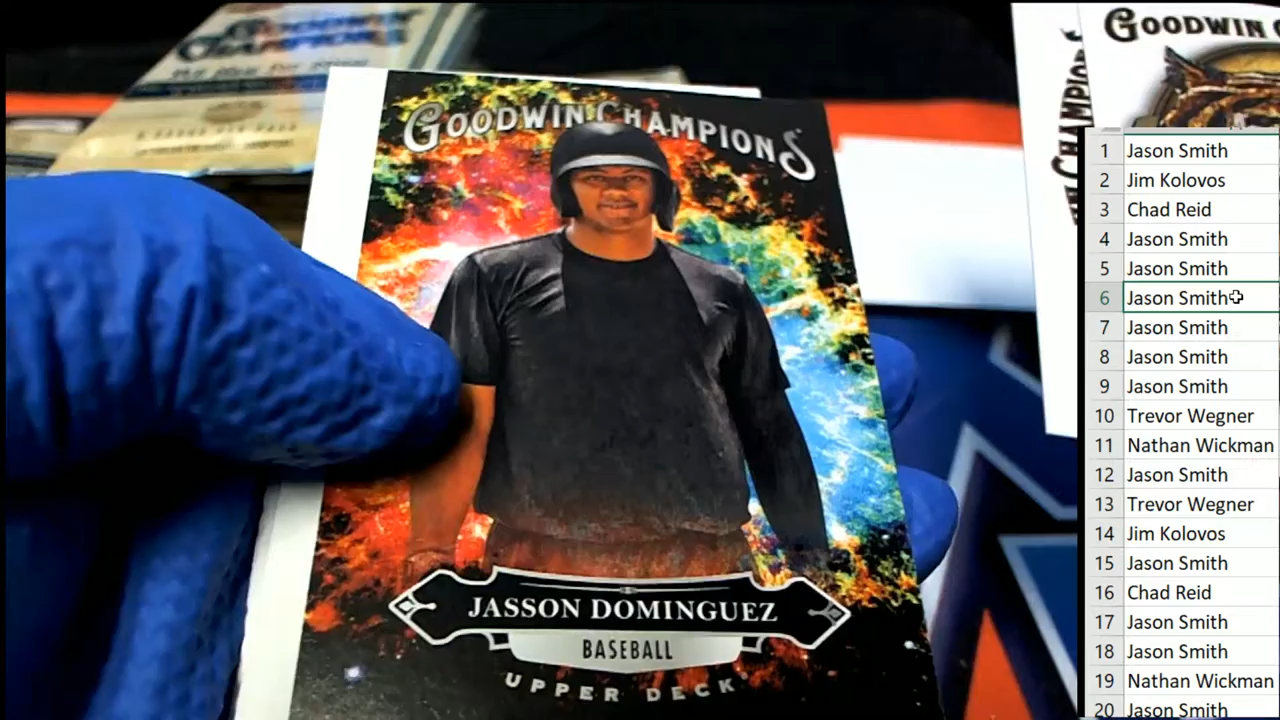 GOODWIN CHAMPIONS
JASSON DOMINGUEZ
BASEBALL
UPPER DECK
CHAMPIONS
GOODWIN C
1 Jason Smith
2 Jim Kolovos
3 Chad Reid
4 Jason Smith
5 Jason Smith
6 Jason Smith
7 Jason Smith
8 Jason Smith
9 Jason Smith
10 Trevor Wegner
11 Nathan Wickman
12 Jason Smith
13 Trevor Wegner
14 Jim Kolovos
15 Jason Smith
16 Chad Reid
17 Jason Smith
18 Jason Smith
19 Nathan Wickman
20 Jason Smith